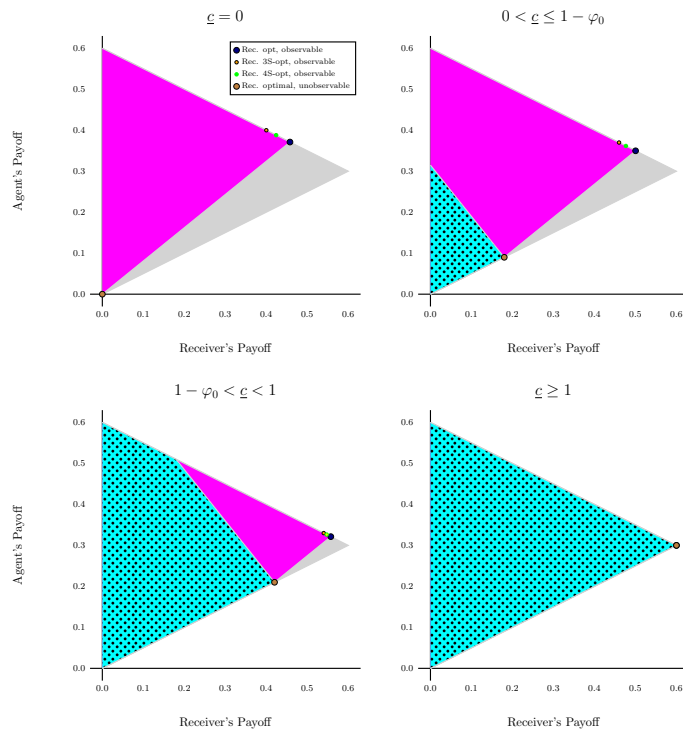 c = 0
0 < c ≤ 1 − φ₀
Rec. opt, observable
Rec. 3S-opt, observable
Rec. 4S-opt, observable
Rec. optimal, unobservable
Agent's Payoff
0.6
0.5
0.4
0.3
0.2
0.1
0.0
0.0 0.1 0.2 0.3 0.4 0.5 0.6
Receiver's Payoff
0.6
0.5
0.4
0.3
0.2
0.1
0.0
0.0 0.1 0.2 0.3 0.4 0.5 0.6
Receiver's Payoff
1 − φ₀ < c < 1
c ≥ 1
Agent's Payoff
0.6
0.5
0.4
0.3
0.2
0.1
0.0
0.0 0.1 0.2 0.3 0.4 0.5 0.6
Receiver's Payoff
0.6
0.5
0.4
0.3
0.2
0.1
0.0
0.0 0.1 0.2 0.3 0.4 0.5 0.6
Receiver's Payoff